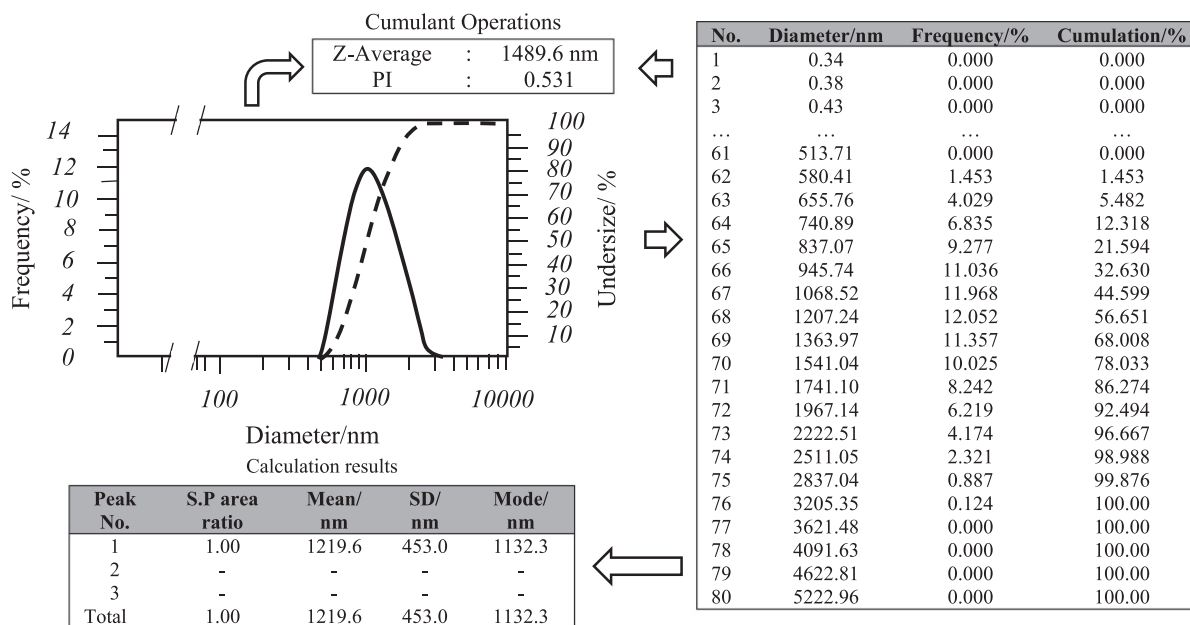 Cumulant Operations
Z-Average : 1489.6 nm
PI : 0.531
Frequency/ %
14
12
10
8
6
4
2
0
100
90
80
70
60
50
40
30
20
10
Undersize/ %
100 1000 10000
Diameter/nm
Calculation results
Peak No. S.P area ratio Mean/ nm SD/ nm Mode/ nm
1 1.00 1219.6 453.0 1132.3
2 - - - -
3 - - - -
Total 1.00 1219.6 453.0 1132.3
No. Diameter/nm Frequency/% Cumulation/%
1 0.34 0.000 0.000
2 0.38 0.000 0.000
3 0.43 0.000 0.000
... ... ... ...
61 513.71 0.000 0.000
62 580.41 1.453 1.453
63 655.76 4.029 5.482
64 740.89 6.835 12.318
65 837.07 9.277 21.594
66 945.74 11.036 32.630
67 1068.52 11.968 44.599
68 1207.24 12.052 56.651
69 1363.97 11.357 68.008
70 1541.04 10.025 78.033
71 1741.10 8.242 86.274
72 1967.14 6.219 92.494
73 2222.51 4.174 96.667
74 2511.05 2.321 98.988
75 2837.04 0.887 99.876
76 3205.35 0.124 100.00
77 3621.48 0.000 100.00
78 4091.63 0.000 100.00
79 4622.81 0.000 100.00
80 5222.96 0.000 100.00